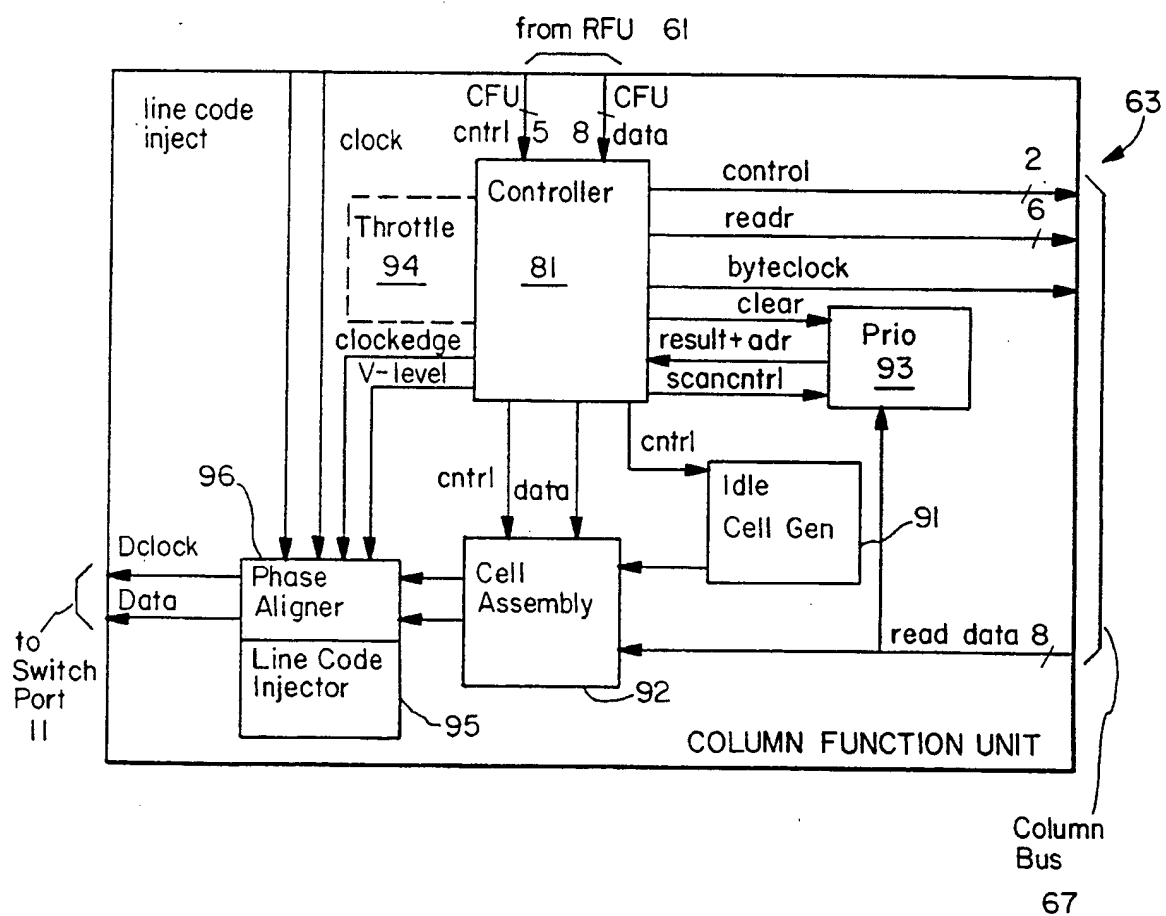 from RFU 61
line code
inject
clock
CFU
cntrl 5
CFU
8 data
63
Controller
81
Throttle
94
control
2
readr
6
byteclock
clear
result+adr
scancntrl
Prio
93
clockedge
V-level
cntrl
data
cntrl
Idle
Cell Gen
91
96
Dclock
Data
Phase
Aligner
Cell
Assembly
to
Switch
Port
11
Line Code
Injector
95
92
read data 8
COLUMN FUNCTION UNIT
Column
Bus
67